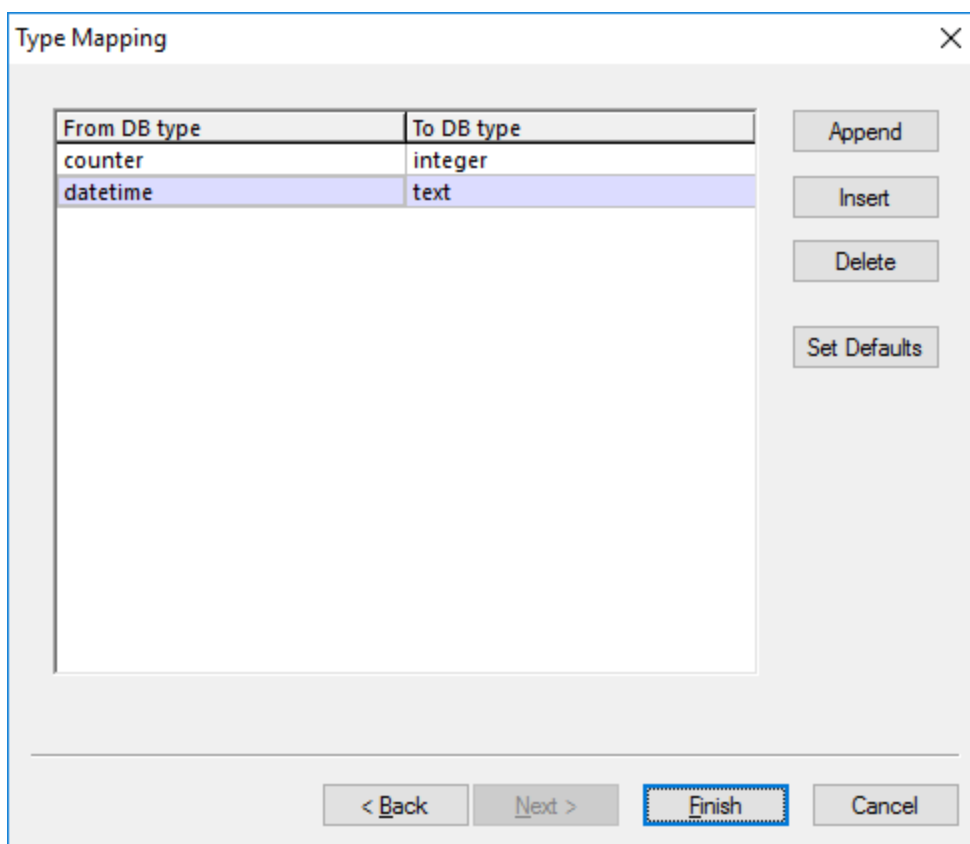 Type Mapping
From DB type To DB type
counter integer
datetime text
Append
Insert
Delete
Set Defaults
< Back Next > Finish Cancel